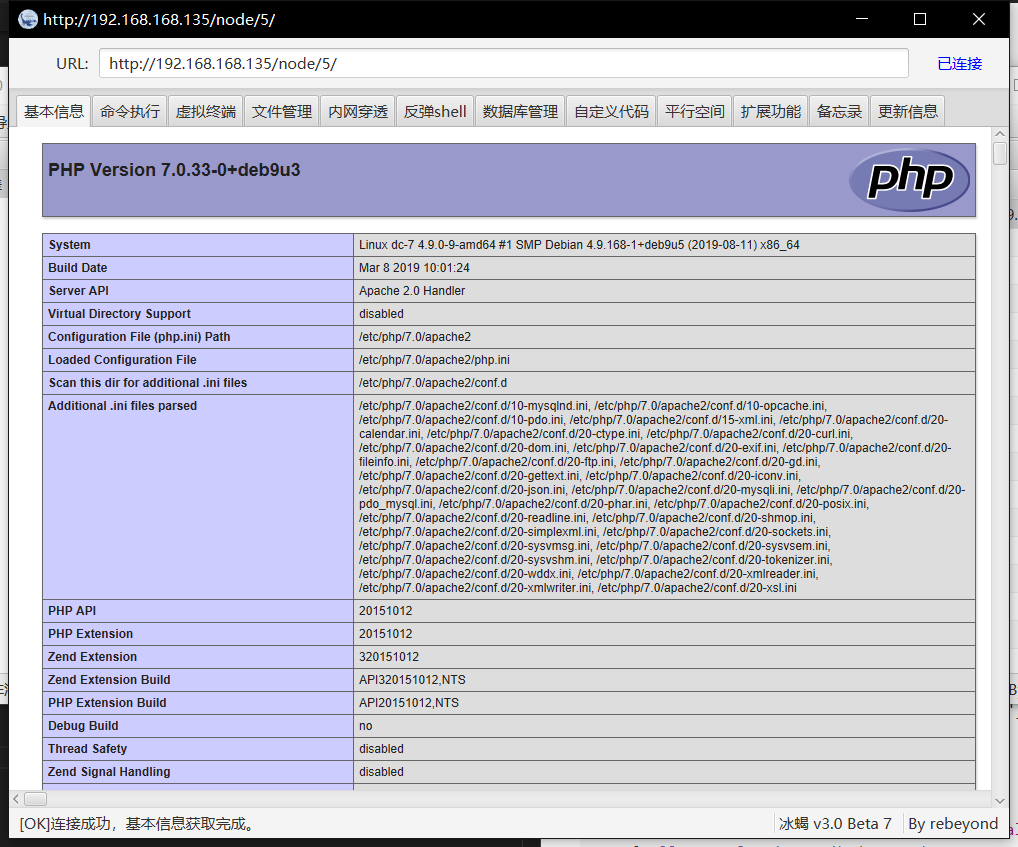 http://192.168.168.135/node/5/
URL: http://192.168.168.135/node/5/ 已连接
基本信息 命令执行 虚拟终端 文件管理 内网穿透 反弹shell 数据库管理 自定义代码 平行空间 扩展功能 备忘录 更新信息
PHP Version 7.0.33-0+deb9u3
php
System Linux dc-7 4.9.0-9-amd64 #1 SMP Debian 4.9.168-1+deb9u5 (2019-08-11) x86_64
Build Date Mar 8 2019 10:01:24
Server API Apache 2.0 Handler
Virtual Directory Support disabled
Configuration File (php.ini) Path /etc/php/7.0/apache2
Loaded Configuration File /etc/php/7.0/apache2/php.ini
Scan this dir for additional .ini files /etc/php/7.0/apache2/conf.d
Additional .ini files parsed /etc/php/7.0/apache2/conf.d/10-mysqlnd.ini, /etc/php/7.0/apache2/conf.d/10-opcache.ini,
/etc/php/7.0/apache2/conf.d/10-pdo.ini, /etc/php/7.0/apache2/conf.d/15-xml.ini, /etc/php/7.0/apache2/conf.d/20-
calendar.ini, /etc/php/7.0/apache2/conf.d/20-ctype.ini, /etc/php/7.0/apache2/conf.d/20-curl.ini,
/etc/php/7.0/apache2/conf.d/20-dom.ini, /etc/php/7.0/apache2/conf.d/20-exif.ini, /etc/php/7.0/apache2/conf.d/20-
fileinfo.ini, /etc/php/7.0/apache2/conf.d/20-ftp.ini, /etc/php/7.0/apache2/conf.d/20-gd.ini,
/etc/php/7.0/apache2/conf.d/20-gettext.ini, /etc/php/7.0/apache2/conf.d/20-iconv.ini,
/etc/php/7.0/apache2/conf.d/20-json.ini, /etc/php/7.0/apache2/conf.d/20-mysqli.ini, /etc/php/7.0/apache2/conf.d/20-
pdo_mysql.ini, /etc/php/7.0/apache2/conf.d/20-phar.ini, /etc/php/7.0/apache2/conf.d/20-posix.ini,
/etc/php/7.0/apache2/conf.d/20-readline.ini, /etc/php/7.0/apache2/conf.d/20-shmop.ini,
/etc/php/7.0/apache2/conf.d/20-simplexml.ini, /etc/php/7.0/apache2/conf.d/20-sockets.ini,
/etc/php/7.0/apache2/conf.d/20-sysvmsg.ini, /etc/php/7.0/apache2/conf.d/20-sysvsem.ini,
/etc/php/7.0/apache2/conf.d/20-sysvshm.ini, /etc/php/7.0/apache2/conf.d/20-tokenizer.ini,
/etc/php/7.0/apache2/conf.d/20-wddx.ini, /etc/php/7.0/apache2/conf.d/20-xmlreader.ini,
/etc/php/7.0/apache2/conf.d/20-xmlwriter.ini, /etc/php/7.0/apache2/conf.d/20-xsl.ini
PHP API 20151012
PHP Extension 20151012
Zend Extension 320151012
Zend Extension Build API320151012,NTS
PHP Extension Build API20151012,NTS
Debug Build no
Thread Safety disabled
Zend Signal Handling disabled
[OK]连接成功，基本信息获取完成。 冰蝎 v3.0 Beta 7 By rebeyond